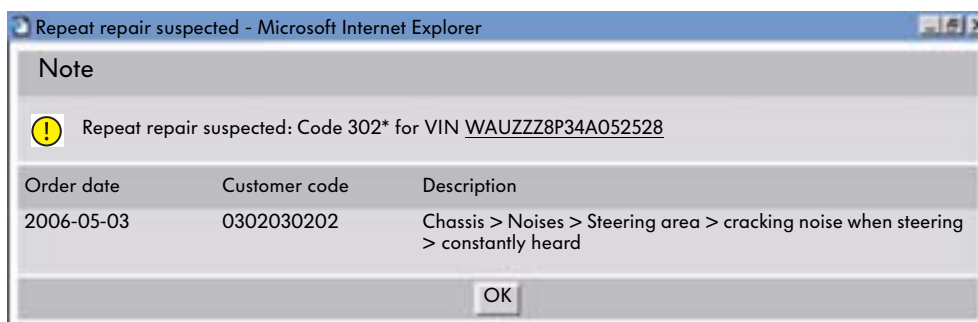 Repeat repair suspected - Microsoft Internet Explorer
Note
Repeat repair suspected: Code 302* for VIN WAUZZZ8P34A052528
Order date Customer code Description
2006-05-03 0302030202 Chassis > Noises > Steering area > cracking noise when steering
> constantly heard
OK